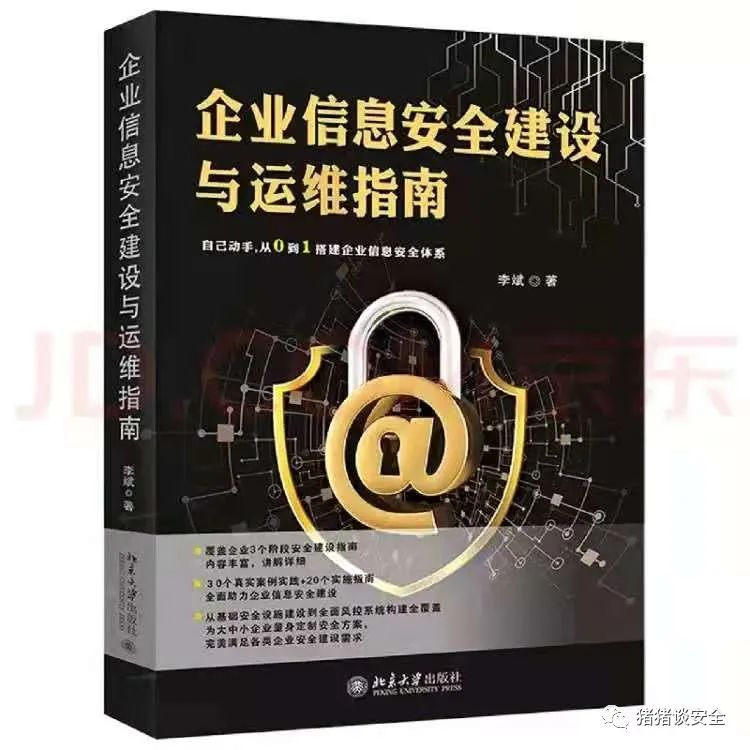 企业信息安全建设
与运维指南
自己动手,从0到1搭建企业信息安全体系
李斌◎著
@
企业信息安全建设与运维指南
李斌◎著
北京大学出版社
覆盖企业3个阶段安全建设指南
内容丰富，讲解详细
30个真实案例实践+20个实施指南
全面助力企业信息安全建设
从基础安全设施建设到全面风控系统构建全覆盖
为大中小企业量身定制安全方案，
完美满足各类企业安全建设需求
北京大学出版社
PEKING UNIVERSITY PRESS
JD.COM 京东
猪猪谈安全